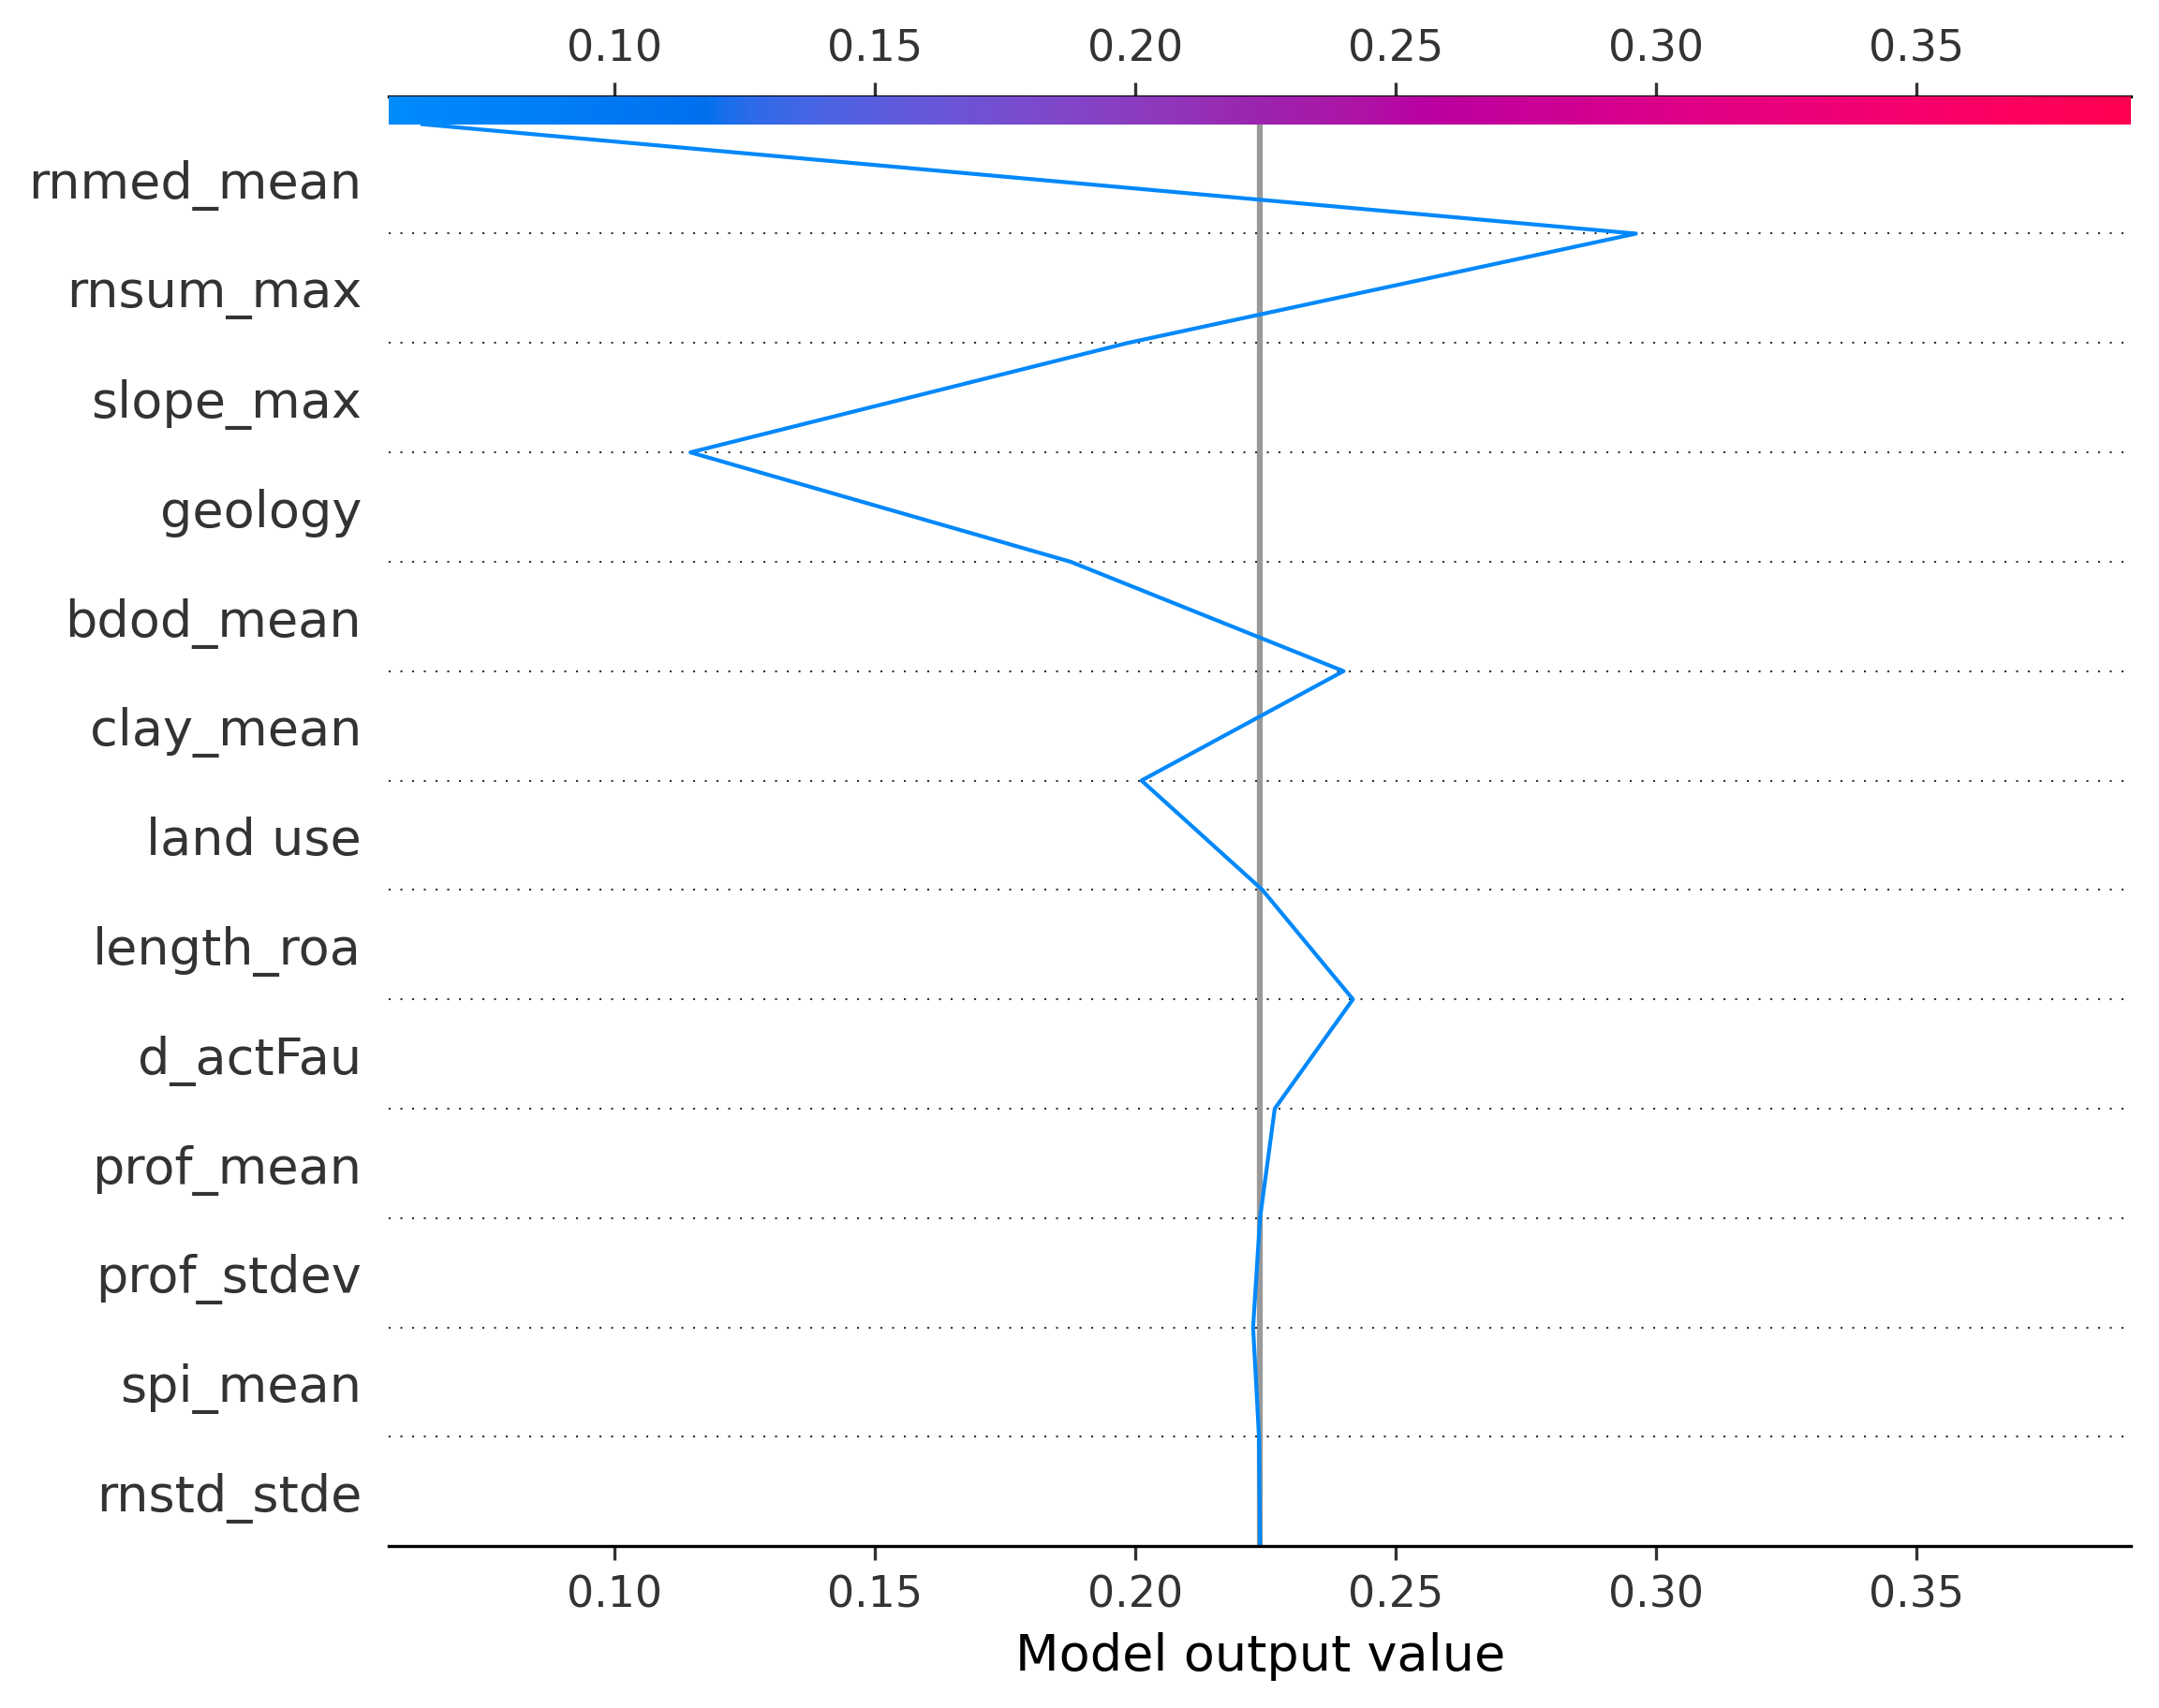 0.10 0.15 0.20 0.25 0.30 0.35
rnmed_mean
rnsum_max
slope_max
geology
bdod_mean
clay_mean
land use
length_roa
d_actFau
prof_mean
prof_stdev
spi_mean
rnstd_stde
0.10 0.15 0.20 0.25 0.30 0.35
Model output value